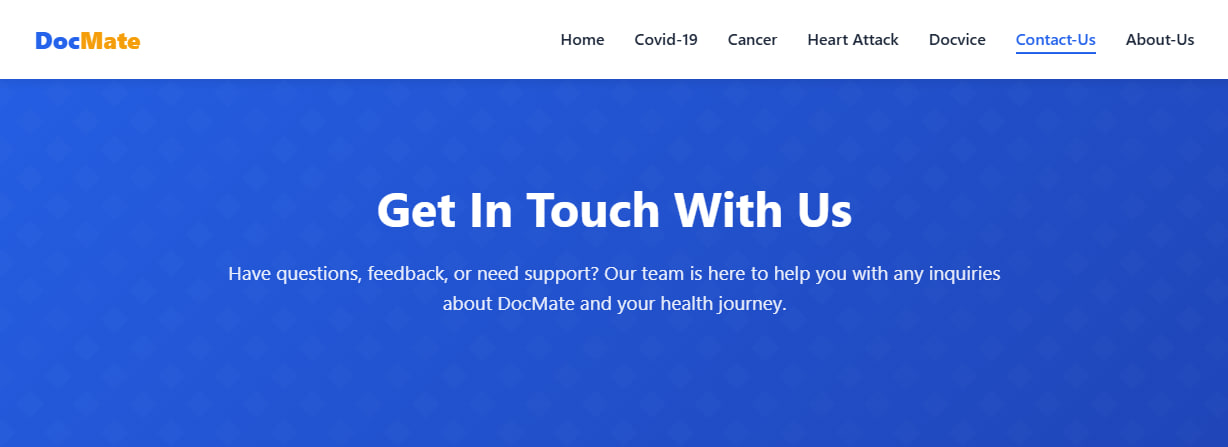 DocMate
Home Covid-19 Cancer Heart Attack Docvice Contact-Us About-Us
Get In Touch With Us
Have questions, feedback, or need support? Our team is here to help you with any inquiries
about DocMate and your health journey.